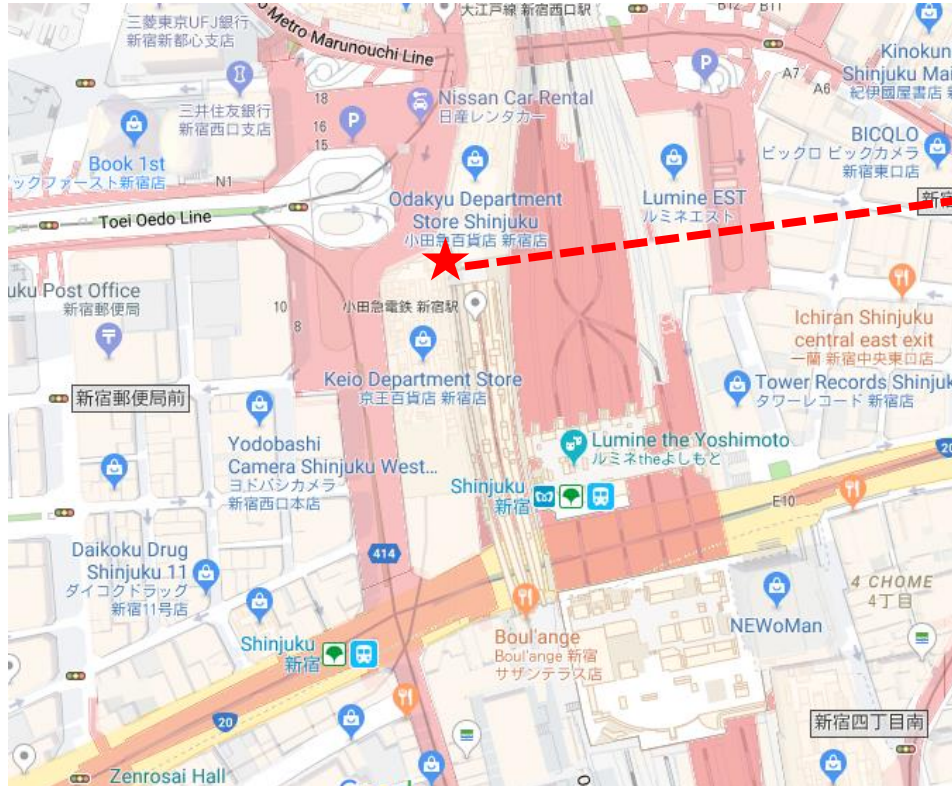 大江戸線 新宿西口駅
B12
B11
三菱東京UFJ銀行
新宿新都心支店
Metro Marunouchi Line
Kinokun
Shinjuku Mai
紀伊國屋書店
A7
A6
三井住友銀行
新宿西口支店
18
16
15
P
P
Nissan Car Rental
日産レンタカー
BICQLO
ビックロ ビックカメラ
新宿東口店
Book 1st
ックファースト新宿店
N1
Odakyu Department
Store Shinjuku
小田急百貨店 新宿店
Lumine EST
ルミネエスト
新宿
Toei Oedo Line
uku Post Office
新宿郵便局
10
8
小田急電鉄 新宿駅
Ichiran Shinjuku
central east exit
一蘭 新宿中央東口店
Keio Department Store
京王百貨店 新宿店
Tower Records Shinjuk
タワーレコード 新宿店
新宿郵便局前
Yodobashi
Camera Shinjuku West...
ヨドバシカメラ
新宿西口本店
Lumine the Yoshimoto
ルミネtheよしもと
20
Shinjuku
新宿
E10
Daikoku Drug
Shinjuku 11
ダイコクドラッグ
新宿11号店
414
4 CHOME
4丁目
NEWoMan
Boul'ange
Boul'ange 新宿
サザンテラス店
Shinjuku
新宿
20
新宿四丁目南
Zenrosai Hall